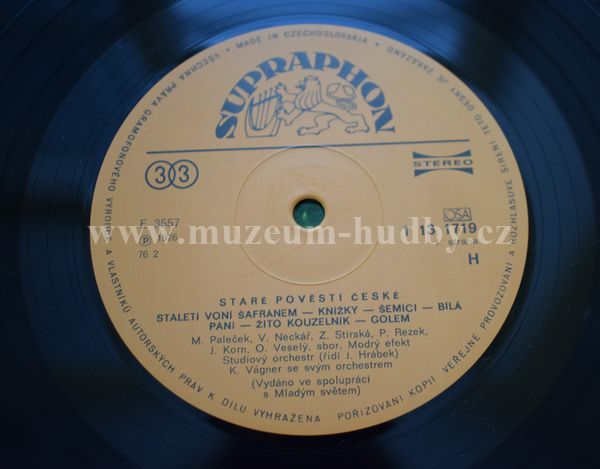 VŠECHNA PRÁVA GRAMOFONOVÉHO VÝROBCE A VLASTNÍKŮ AUTORSKÝCH PRÁV K DÍLU VYHRAŽENA
MADE IN CZECHOSLOVAKIA
POŘIZOVÁNÍ KOPIÍ VEŘEJNÉ PROVOZOVÁNÍ A ROZHLASOVÉ ŠÍŘENÍ TÉTO DESKY JE ZAKÁZÁNO
SUPRAPHON
33
STEREO
F 3557
℗ 1976
76 2
OSA
1 13 1719
H
www.muzeum-hudby.cz
STARÉ POVĚSTI ČESKÉ
STALETÍ VONÍ ŠAFRÁNEM — KNÍŽKY — ŠEMÍCI — BÍLÁ
PANÍ — ŽITO KOUZELNÍK — GOLEM
M. Paleček, V. Neckář, Z. Stirská, P. Rezek,
J. Korn, O. Veselý, sbor, Modrý efekt
Studiový orchestr (řídí J. Hrábek)
K. Vágner se svým orchestrem
(Vydáno ve spolupráci
s Mladým světem)